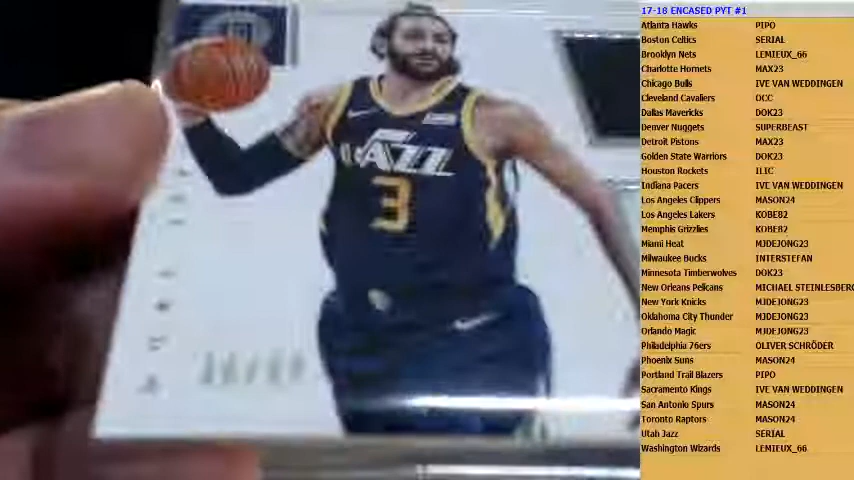 JAZZ
3
17-18 ENCASED PYT #1
Atlanta Hawks PIPO
Boston Celtics SERIAL
Brooklyn Nets LEMIEUX_66
Charlotte Hornets MAX23
Chicago Bulls IVE VAN WEDDINGEN
Cleveland Cavaliers OCC
Dallas Mavericks DOK23
Denver Nuggets SUPERBEAST
Detroit Pistons MAX23
Golden State Warriors DOK23
Houston Rockets ILIC
Indiana Pacers IVE VAN WEDDINGEN
Los Angeles Clippers MASON24
Los Angeles Lakers KOBE82
Memphis Grizzlies KOBE82
Miami Heat MJDEJONG23
Milwaukee Bucks INTERSTEFAN
Minnesota Timberwolves DOK23
New Orleans Pelicans MICHAEL STEINLESBERG
New York Knicks MJDEJONG23
Oklahoma City Thunder MJDEJONG23
Orlando Magic MJDEJONG23
Philadelphia 76ers OLIVER SCHRÖDER
Phoenix Suns MASON24
Portland Trail Blazers PIPO
Sacramento Kings IVE VAN WEDDINGEN
San Antonio Spurs MASON24
Toronto Raptors MASON24
Utah Jazz SERIAL
Washington Wizards LEMIEUX_66